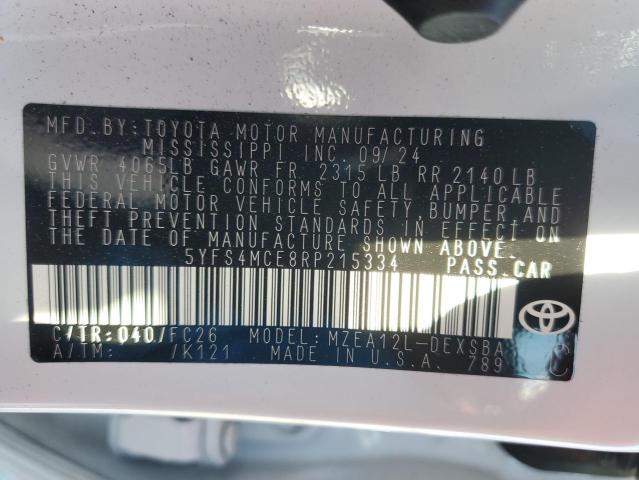 MFD.BY:TOYOTA MOTOR MANUFACTURING
MISSISSIPPI, INC. 09/24
GVWR 4065LB GAWR FR 2315 LB RR 2140 LB
THIS VEHICLE CONFORMS TO ALL APPLICABLE
FEDERAL MOTOR VEHICLE SAFETY, BUMPER, AND
THEFT PREVENTION STANDARDS IN EFFECT ON
THE DATE OF MANUFACTURE SHOWN ABOVE.
5YFS4MCE8RP215334 PASS.CAR
C/TR:040/FC26 MODEL:MZEA12L-DEXSBA
A/TM: /K121 MADE IN U.S.A. 789